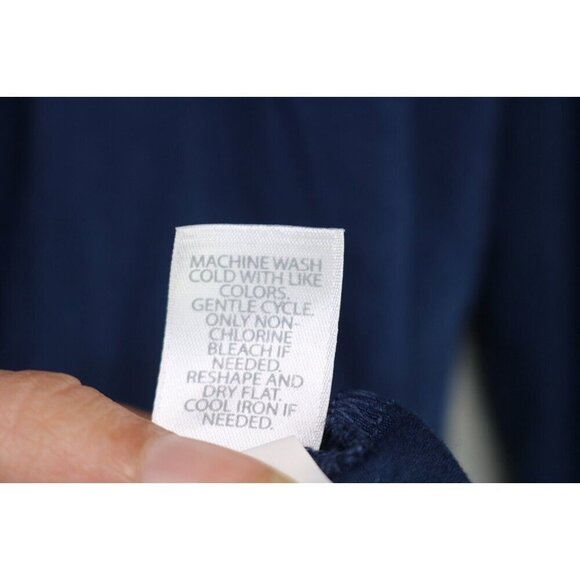 MACHINE WASH
COLD WITH LIKE
COLORS.
GENTLE CYCLE.
ONLY NON-
CHLORINE
BLEACH IF
NEEDED.
RESHAPE AND
DRY FLAT.
COOL IRON IF
NEEDED.